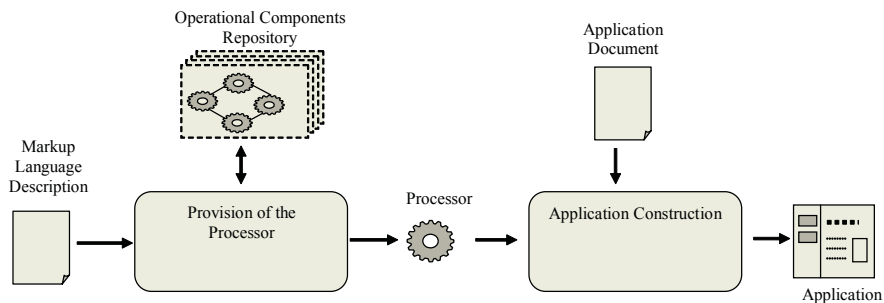 Operational Components
Repository
Application
Document
Markup
Language
Description
Provision of the
Processor
Processor
Application Construction
Application